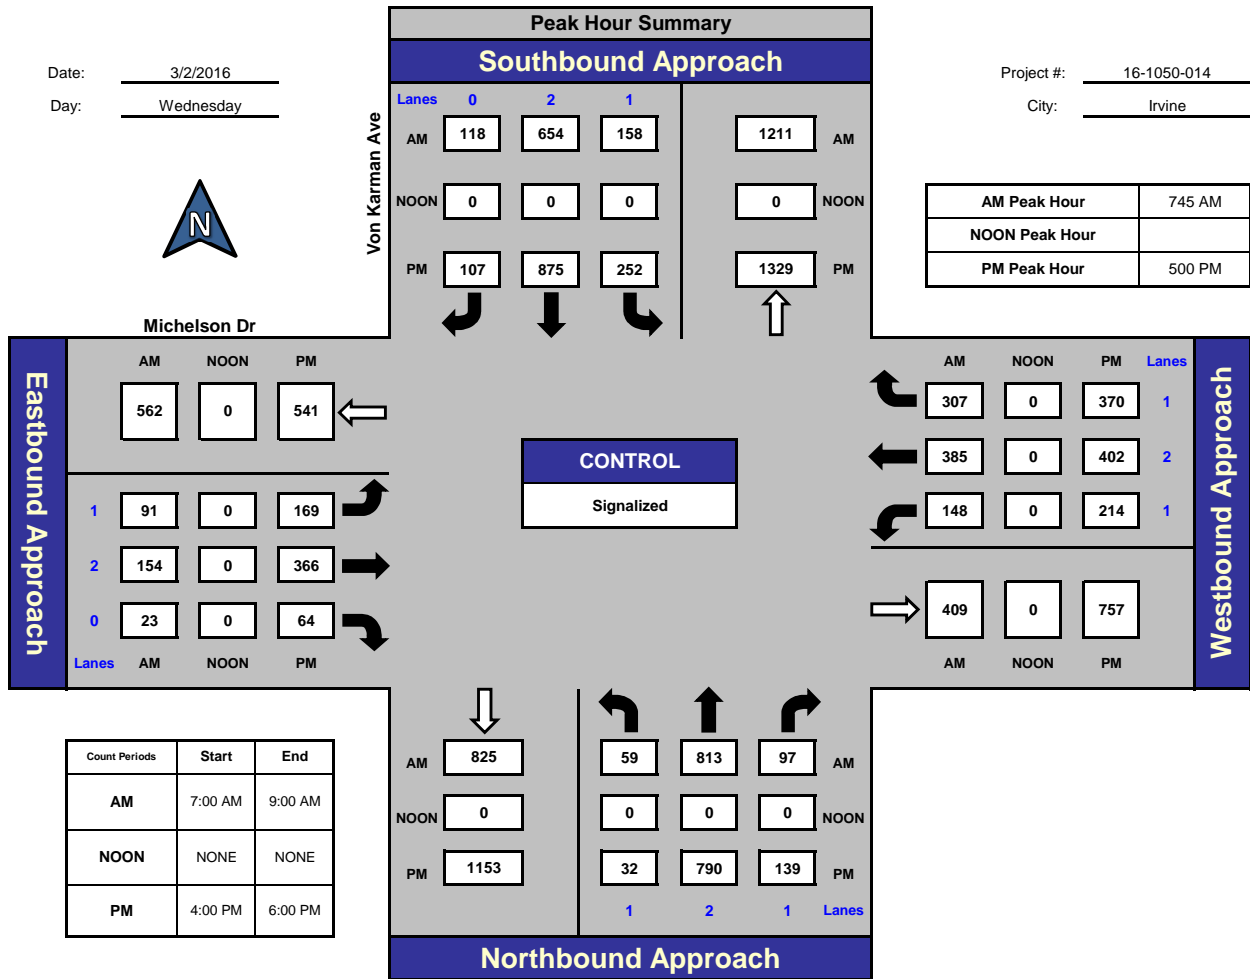 Peak Hour Summary
Southbound Approach
Date: 3/2/2016
Day: Wednesday
Project #: 16-1050-014
City: Irvine
Von Karman Ave
Lanes 0 2 1
AM 118 654 158 1211 AM
NOON 0 0 0 0 NOON
PM 107 875 252 1329 PM
N
AM Peak Hour 745 AM
NOON Peak Hour
PM Peak Hour 500 PM
Michelson Dr
Eastbound Approach
AM NOON PM
562 0 541
1 91 0 169
2 154 0 366
0 23 0 64
Lanes AM NOON PM
CONTROL
Signalized
AM NOON PM Lanes
307 0 370 1
385 0 402 2
148 0 214 1
409 0 757
AM NOON PM
Westbound Approach
Count Periods Start End
AM 7:00 AM 9:00 AM
NOON NONE NONE
PM 4:00 PM 6:00 PM
AM 825 59 813 97 AM
NOON 0 0 0 0 NOON
PM 1153 32 790 139 PM
1 2 1 Lanes
Northbound Approach